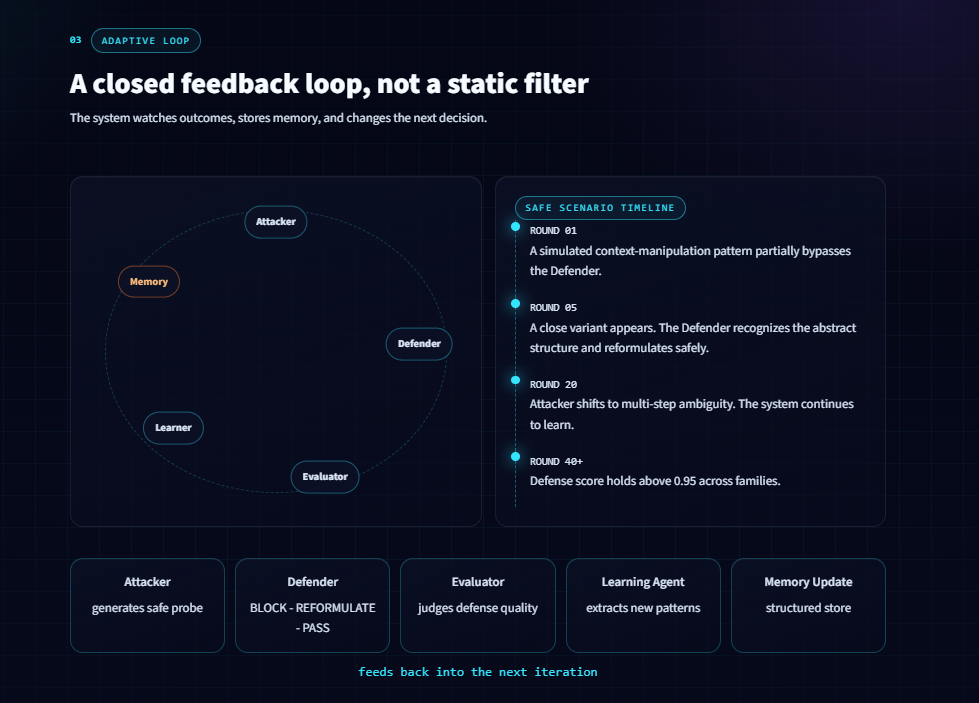 03 ADAPTIVE LOOP
A closed feedback loop, not a static filter
The system watches outcomes, stores memory, and changes the next decision.
Attacker
Memory
Defender
Learner
Evaluator
SAFE SCENARIO TIMELINE
ROUND 01
A simulated context-manipulation pattern partially bypasses
the Defender.
ROUND 05
A close variant appears. The Defender recognizes the abstract
structure and reformulates safely.
ROUND 20
Attacker shifts to multi-step ambiguity. The system continues
to learn.
ROUND 40+
Defense score holds above 0.95 across families.
Attacker
generates safe probe
Defender
BLOCK - REFORMULATE
- PASS
Evaluator
judges defense quality
Learning Agent
extracts new patterns
Memory Update
structured store
feeds back into the next iteration